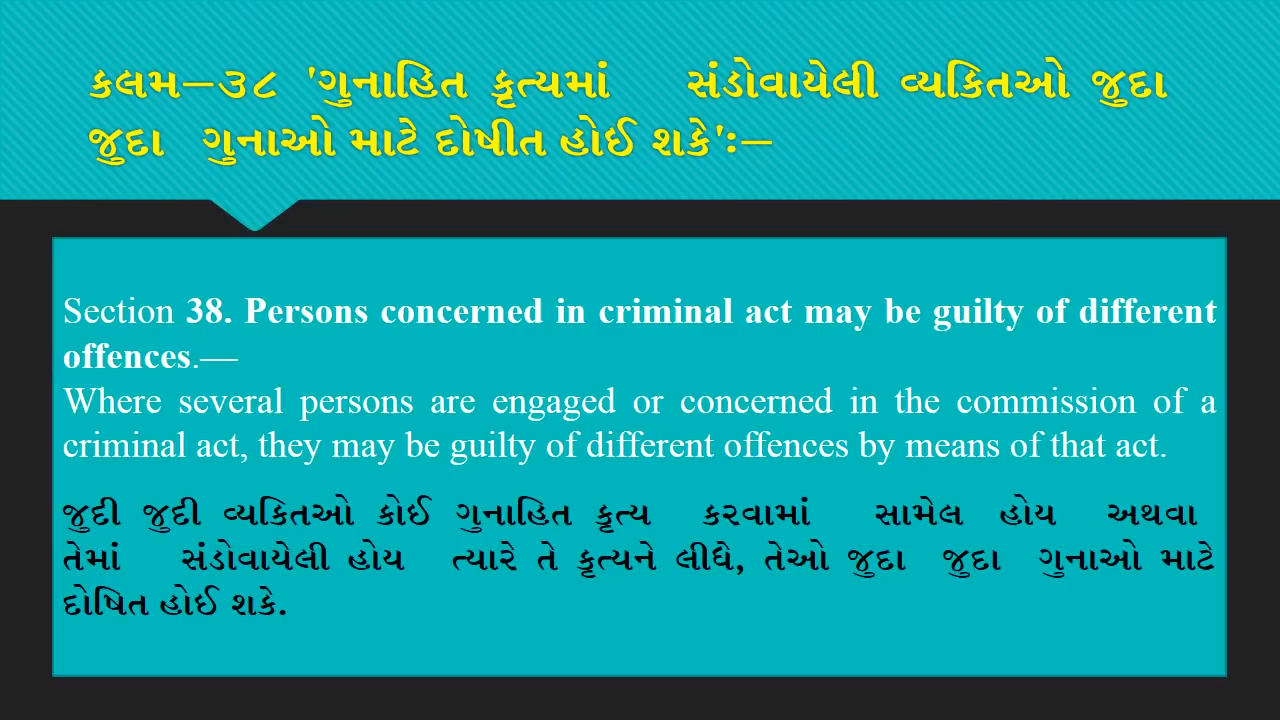 કલમ–૩૮ 'ગુનાહિત કૃત્યમાં સંડોવાયેલી વ્યકિતઓ જુદા
જુદા ગુનાઓ માટે દોષીત હોઈ શકે':–
Section 38. Persons concerned in criminal act may be guilty of different
offences.—
Where several persons are engaged or concerned in the commission of a
criminal act, they may be guilty of different offences by means of that act.
જુદી જુદી વ્યકિતઓ કોઈ ગુનાહિત કૃત્ય કરવામાં સામેલ હોય અથવા
તેમાં સંડોવાયેલી હોય ત્યારે તે કૃત્યને લીધે, તેઓ જુદા જુદા ગુનાઓ માટે
દોષિત હોઈ શકે.